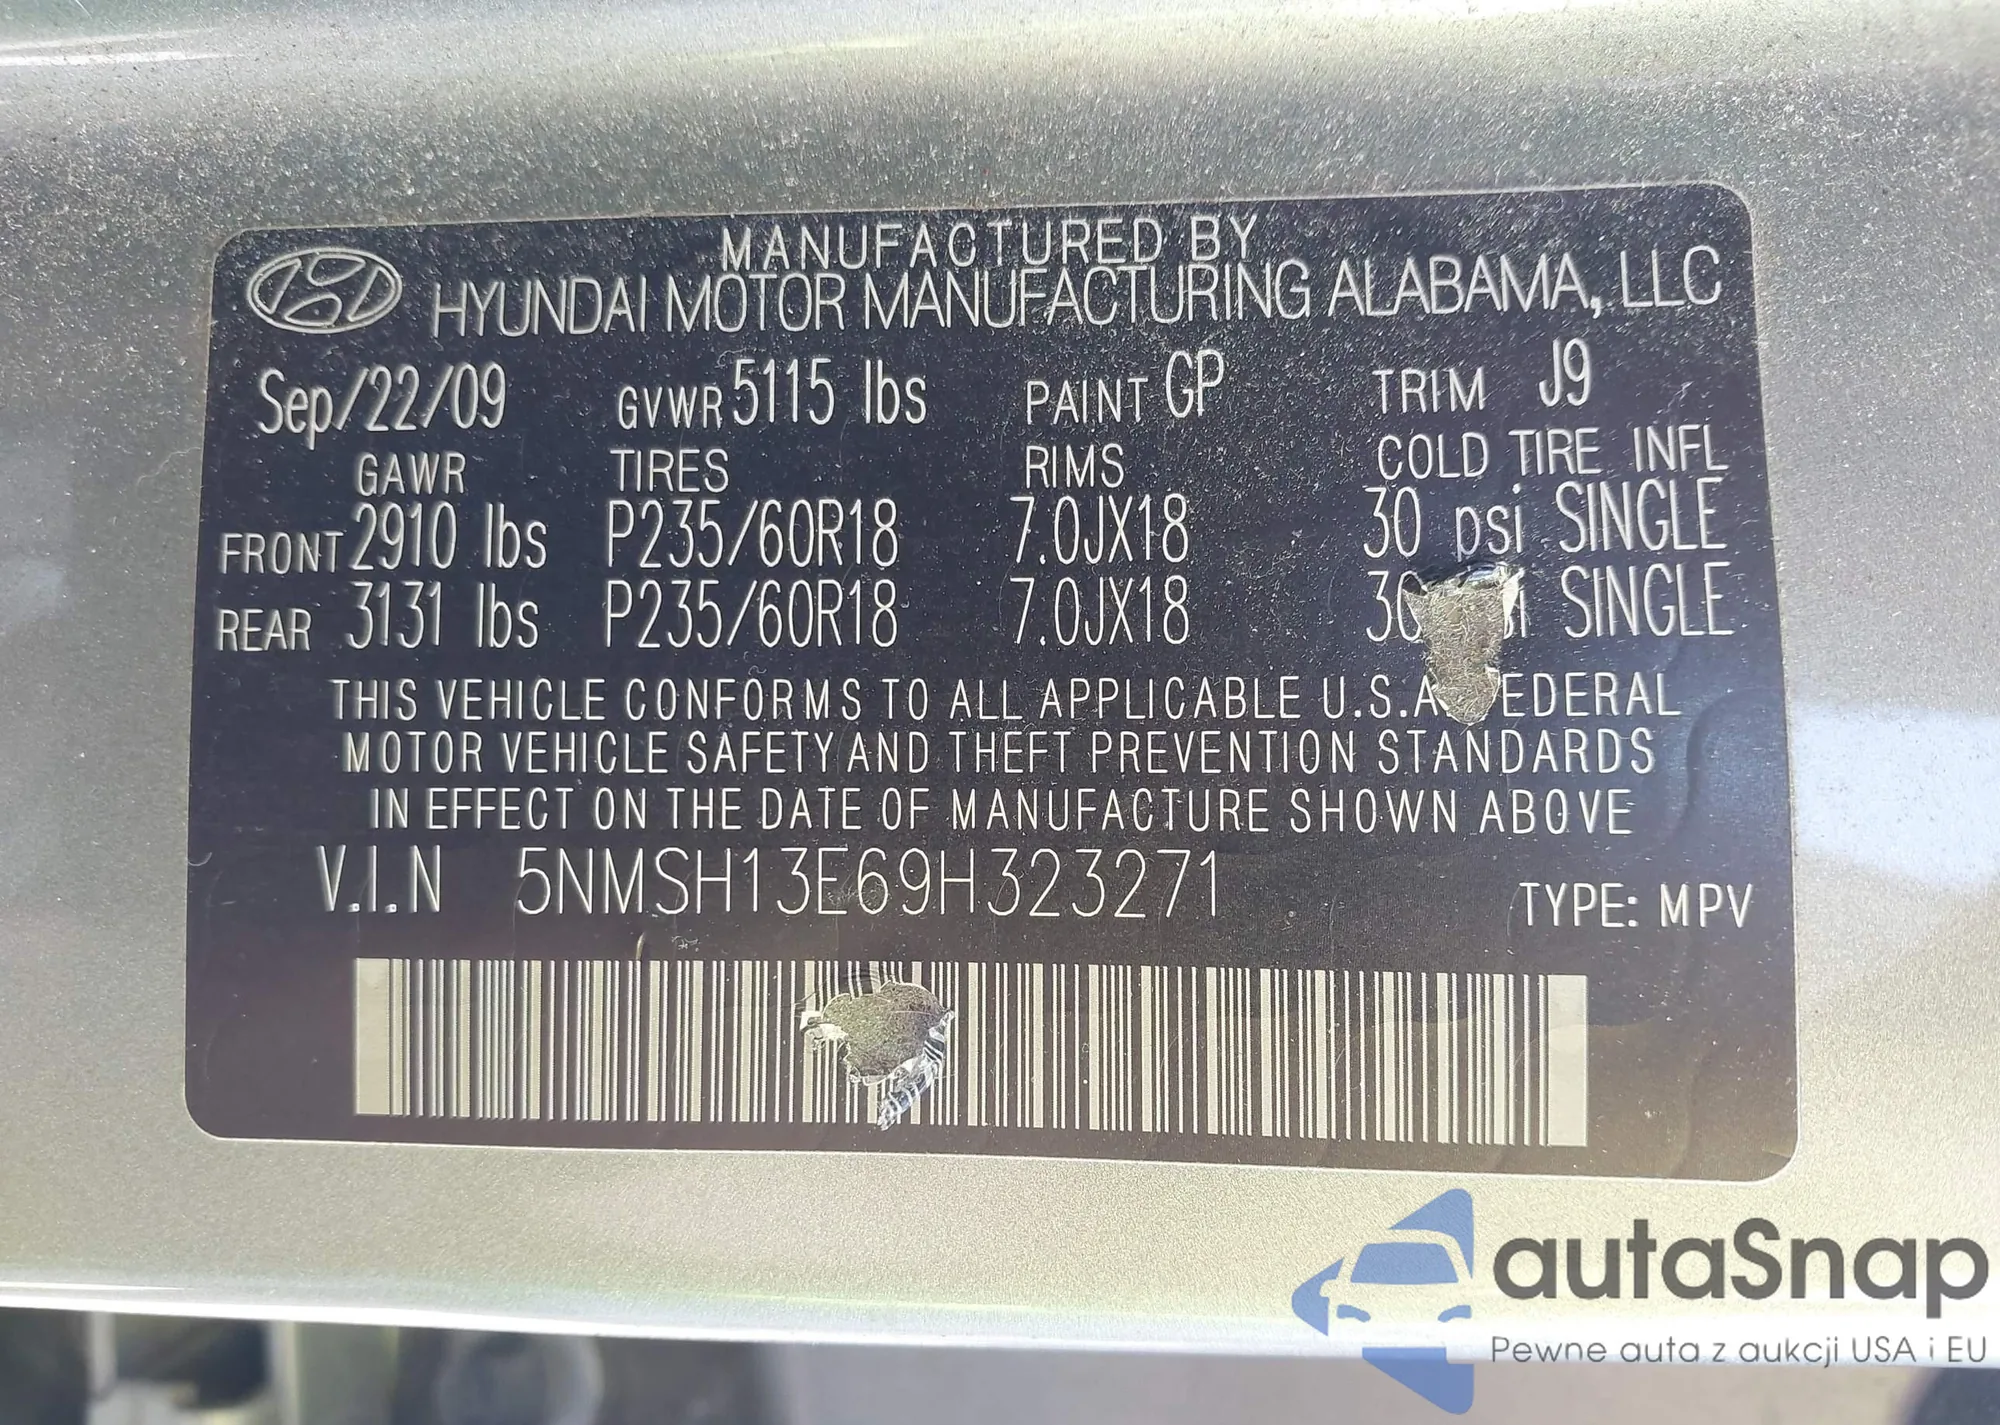 MANUFACTURED BY
HYUNDAI MOTOR MANUFACTURING ALABAMA, LLC
Sep/22/09 GVWR 5115 lbs PAINT GP TRIM J9
GAWR TIRES RIMS COLD TIRE INFL
FRONT 2910 lbs P235/60R18 7.0JX18 30 psi SINGLE
REAR 3131 lbs P235/60R18 7.0JX18 30 SINGLE
THIS VEHICLE CONFORMS TO ALL APPLICABLE U.S.A. FEDERAL
MOTOR VEHICLE SAFETY AND THEFT PREVENTION STANDARDS
IN EFFECT ON THE DATE OF MANUFACTURE SHOWN ABOVE
V.I.N 5NMSH13E69H323271 TYPE: MPV
autaSnap
Pewne auta z aukcji USA i EU